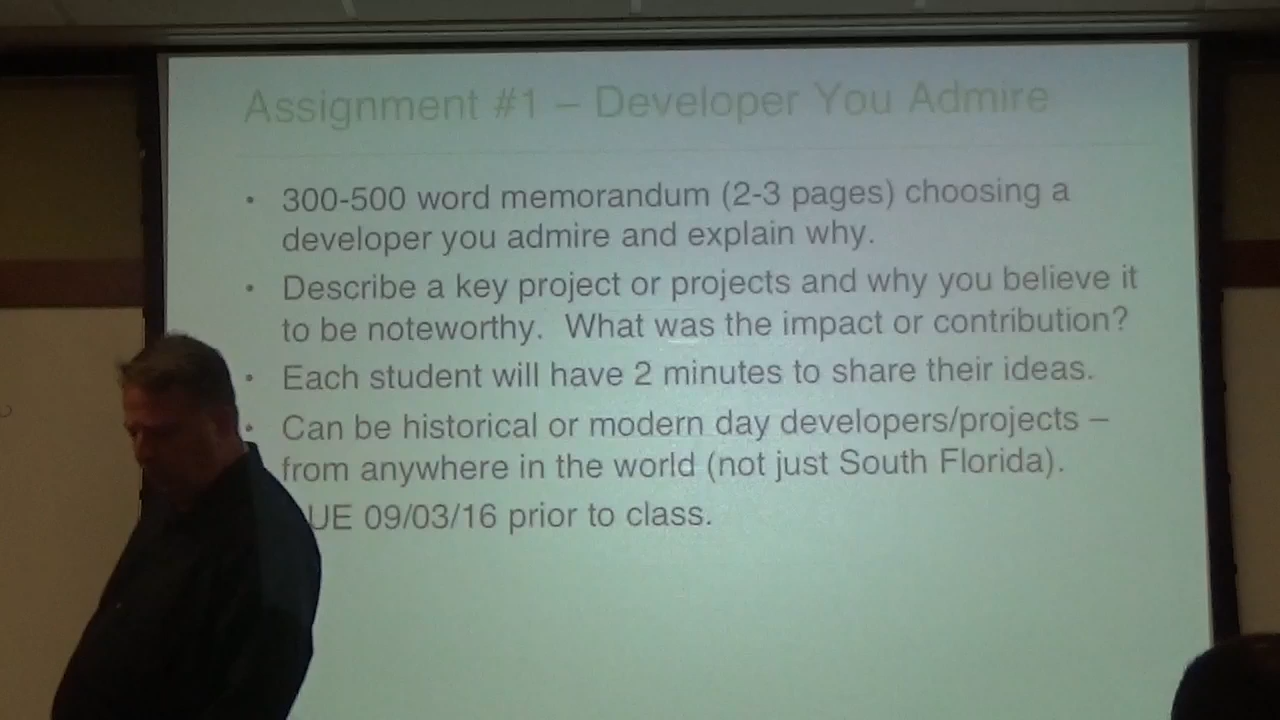 Assignment #1 – Developer You Admire
• 300-500 word memorandum (2-3 pages) choosing a
developer you admire and explain why.
• Describe a key project or projects and why you believe it
to be noteworthy.  What was the impact or contribution?
• Each student will have 2 minutes to share their ideas.
• Can be historical or modern day developers/projects –
from anywhere in the world (not just South Florida).
UE 09/03/16 prior to class.